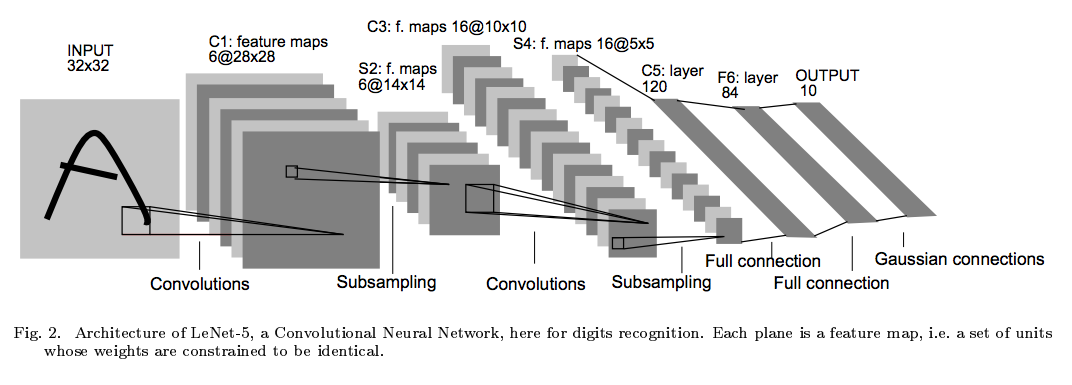 INPUT
32x32
C1: feature maps
6@28x28
S2: f. maps
6@14x14
C3: f. maps 16@10x10
S4: f. maps 16@5x5
C5: layer
120
F6: layer
84
OUTPUT
10
Convolutions
Subsampling
Convolutions
Subsampling
Full connection
Full connection
Gaussian connections
Fig. 2. Architecture of LeNet-5, a Convolutional Neural Network, here for digits recognition. Each plane is a feature map, i.e. a set of units
whose weights are constrained to be identical.